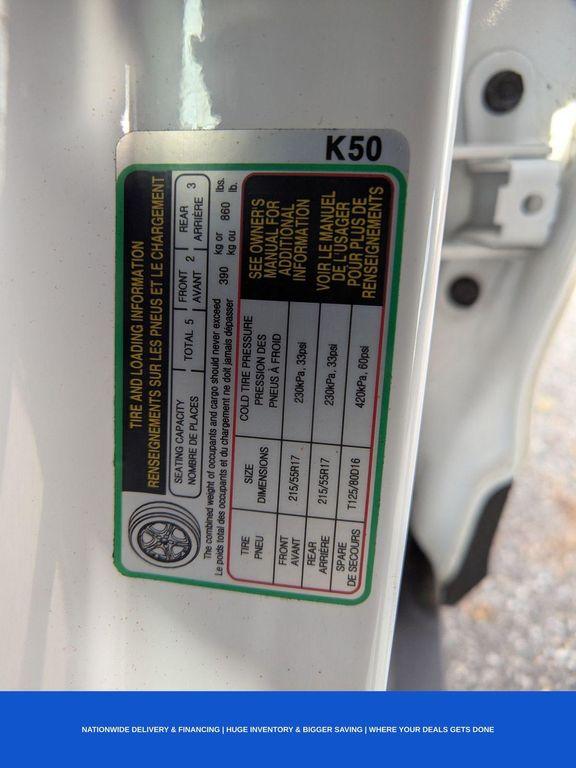 K50
TIRE AND LOADING INFORMATION
RENSEIGNEMENTS SUR LES PNEUS ET LE CHARGEMENT
SEATING CAPACITY
NOMBRE DE PLACES
TOTAL 5
FRONT 2
AVANT
REAR 3
ARRIÈRE
The combined weight of occupants and cargo should never exceed 390 kg or 860 lbs.
Le poids total des occupants et du chargement ne doit jamais dépasser kg ou lb.
TIRE SIZE COLD TIRE PRESSURE
PNEU DIMENSIONS PRESSION DES
PNEUS À FROID
FRONT 215/55R17 230kPa, 33psi
AVANT
REAR 215/55R17 230kPa, 33psi
ARRIÈRE
SPARE T125/80D16 420kPa, 60psi
DE SECOURS
SEE OWNER'S
MANUAL FOR
ADDITIONAL
INFORMATION
VOIR LE MANUEL
DE L'USAGER
POUR PLUS DE
RENSEIGNEMENTS
NATIONWIDE DELIVERY & FINANCING | HUGE INVENTORY & BIGGER SAVING | WHERE YOUR DEALS GETS DONE